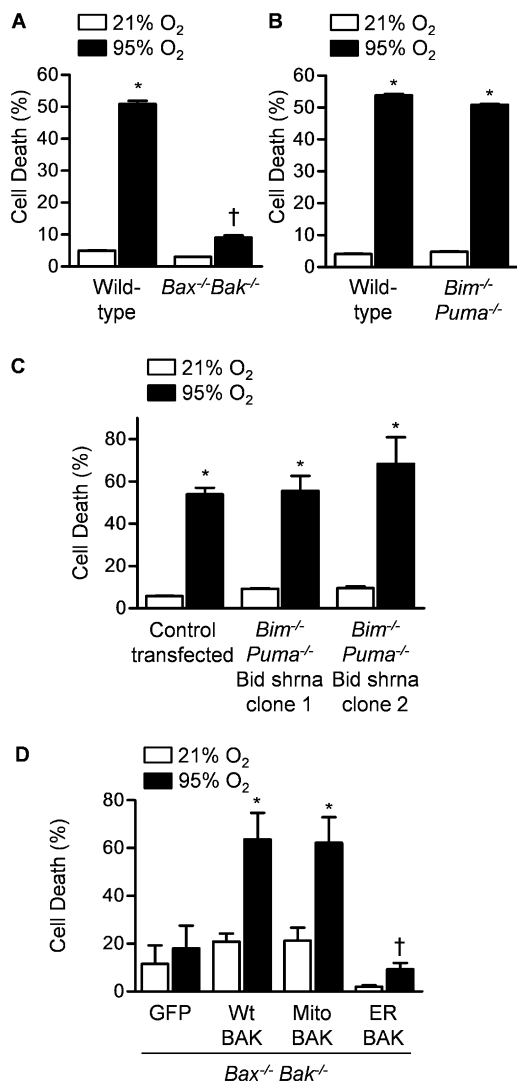 A
21% O₂
95% O₂
Cell Death (%)
60
50
40
30
20
10
0
*
†
Wild-
type
Bax-/-Bak-/-
B
21% O₂
95% O₂
Cell Death (%)
60
50
40
30
20
10
0
*
*
Wild-
type
Bim-/-
Puma-/-
C
21% O₂
95% O₂
Cell Death (%)
80
60
40
20
0
*
*
*
Control
transfected
Bim-/-
Puma-/-
Bid shrna
clone 1
Bim-/-
Puma-/-
Bid shrna
clone 2
D
21% O₂
95% O₂
Cell Death (%)
80
60
40
20
0
*
*
†
GFP
Wt
BAK
Mito
BAK
ER
BAK
Bax-/- Bak-/-